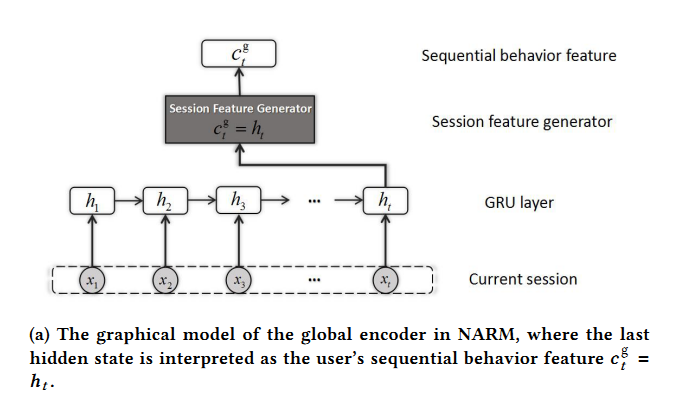 c_t^g Sequential behavior feature
Session Feature Generator
c_t^g = h_t Session feature generator
h_1 h_2 h_3 ... h_t GRU layer
x_1 x_2 x_3 ... x_t Current session
(a) The graphical model of the global encoder in NARM, where the last
hidden state is interpreted as the user's sequential behavior feature c_t^g =
h_t.